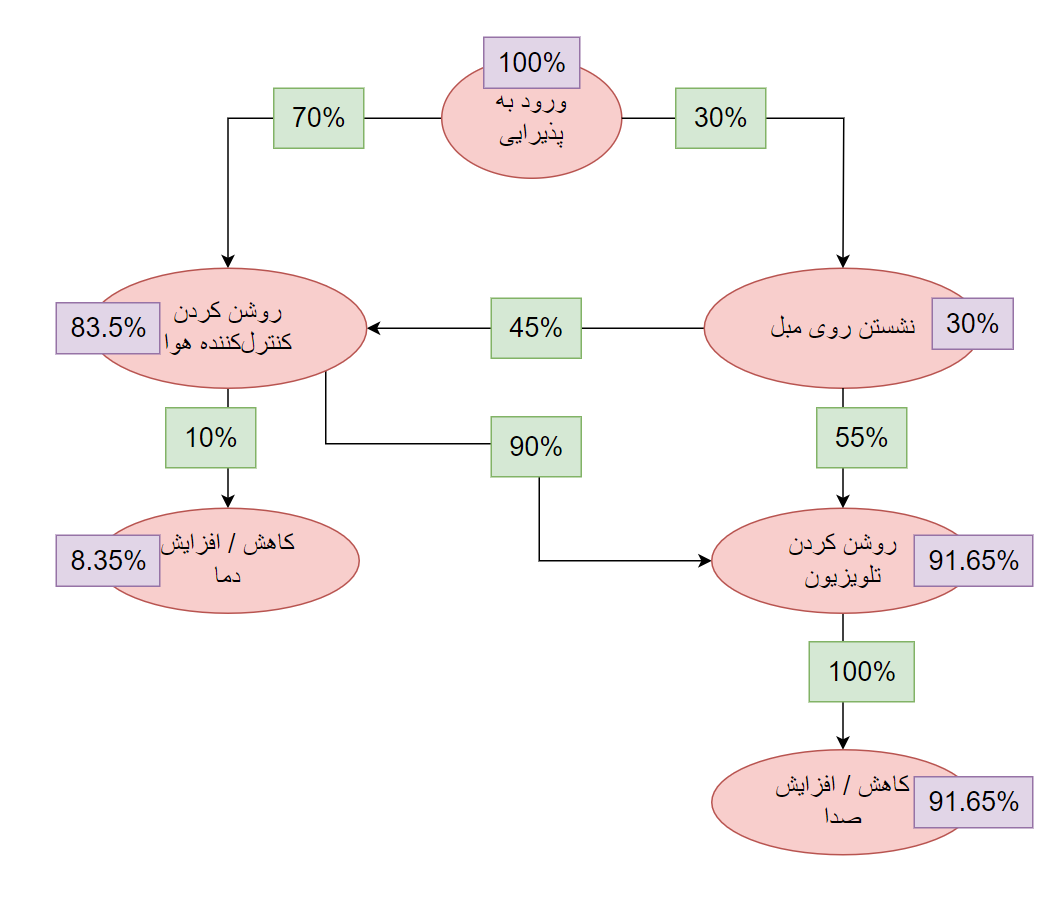 100%
ورود به
پذیرایی
70%
30%
روشن کردن
کنترل‌کننده هوا
83.5%
45%
نشستن روی مبل
30%
10%
90%
55%
کاهش / افزایش
دما
8.35%
روشن کردن
تلویزیون
91.65%
100%
کاهش / افزایش
صدا
91.65%